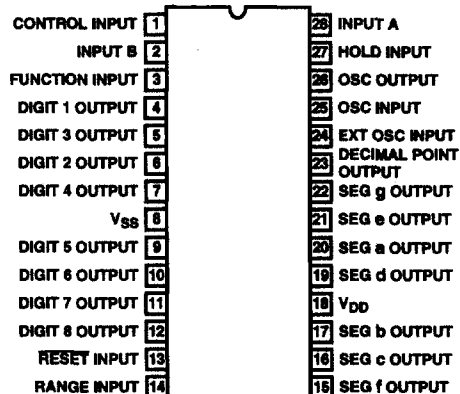 CONTROL INPUT 1
INPUT B 2
FUNCTION INPUT 3
DIGIT 1 OUTPUT 4
DIGIT 3 OUTPUT 5
DIGIT 2 OUTPUT 6
DIGIT 4 OUTPUT 7
VSS 8
DIGIT 5 OUTPUT 9
DIGIT 6 OUTPUT 10
DIGIT 7 OUTPUT 11
DIGIT 8 OUTPUT 12
RESET INPUT 13
RANGE INPUT 14
28 INPUT A
27 HOLD INPUT
26 OSC OUTPUT
25 OSC INPUT
24 EXT OSC INPUT
23 DECIMAL POINT
OUTPUT
22 SEG g OUTPUT
21 SEG e OUTPUT
20 SEG a OUTPUT
19 SEG d OUTPUT
18 VDD
17 SEG b OUTPUT
16 SEG c OUTPUT
15 SEG f OUTPUT